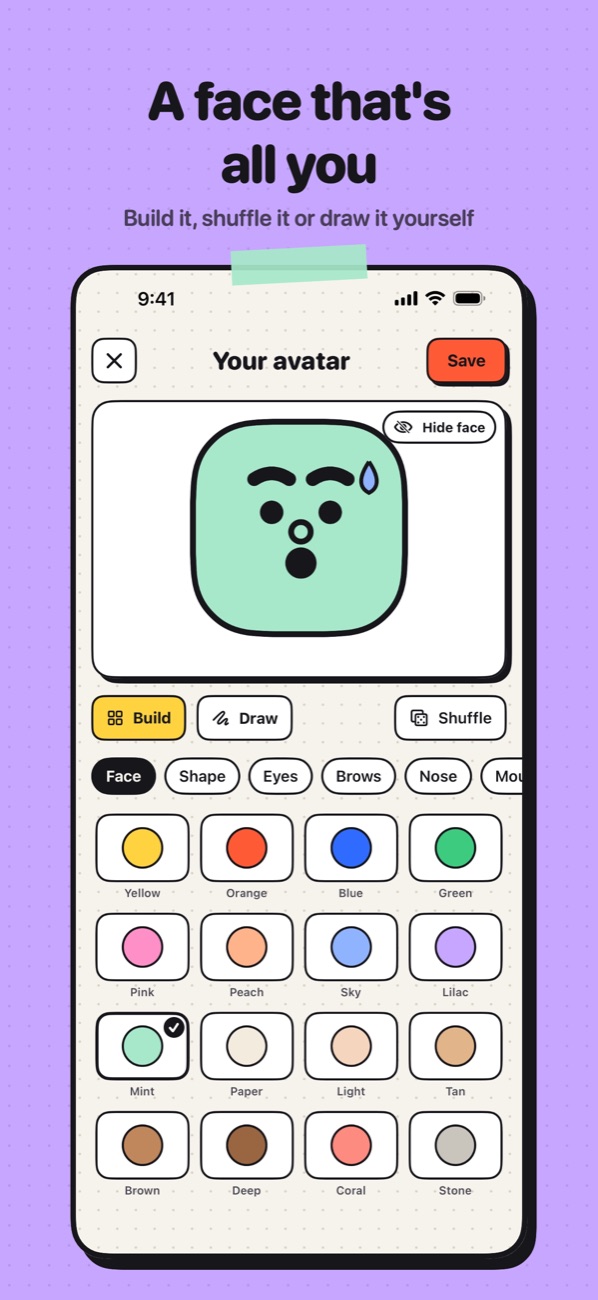 A face that's
all you
Build it, shuffle it or draw it yourself
9:41
Your avatar
Save
Hide face
Build
Draw
Shuffle
Face
Shape
Eyes
Brows
Nose
Mou
Yellow
Orange
Blue
Green
Pink
Peach
Sky
Lilac
Mint
Paper
Light
Tan
Brown
Deep
Coral
Stone